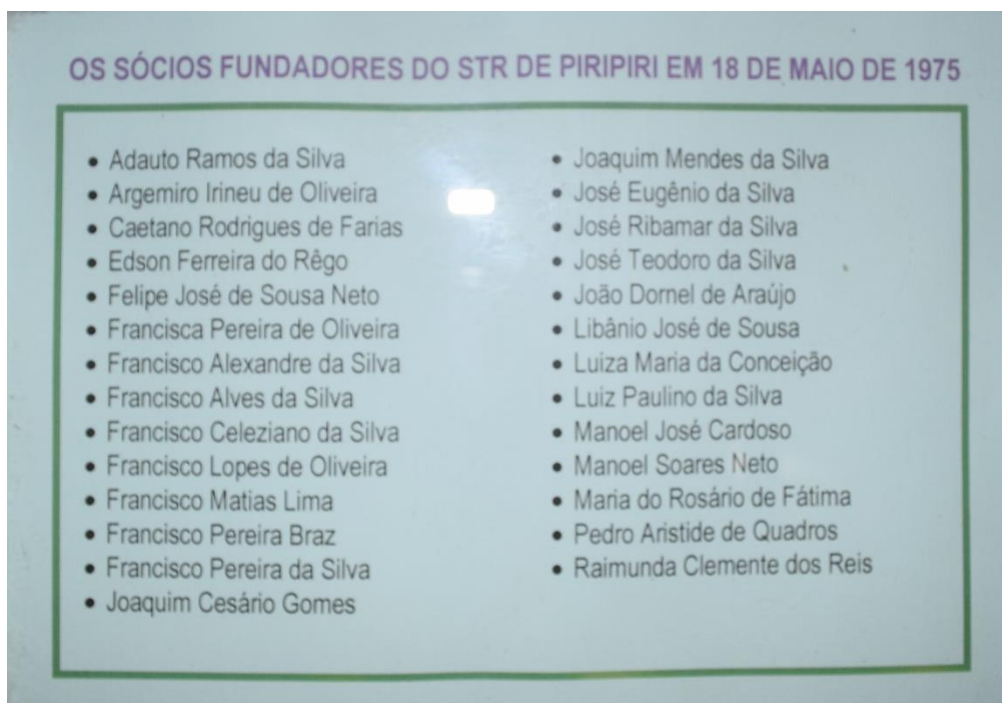 OS SÓCIOS FUNDADORES DO STR DE PIRIPIRI EM 18 DE MAIO DE 1975
• Adauto Ramos da Silva
• Argemiro Irineu de Oliveira
• Caetano Rodrigues de Farias
• Edson Ferreira do Rêgo
• Felipe José de Sousa Neto
• Francisca Pereira de Oliveira
• Francisco Alexandre da Silva
• Francisco Alves da Silva
• Francisco Celeziano da Silva
• Francisco Lopes de Oliveira
• Francisco Matias Lima
• Francisco Pereira Braz
• Francisco Pereira da Silva
• Joaquim Cesário Gomes
• Joaquim Mendes da Silva
• José Eugênio da Silva
• José Ribamar da Silva
• José Teodoro da Silva
• João Dornel de Araújo
• Libânio José de Sousa
• Luiza Maria da Conceição
• Luiz Paulino da Silva
• Manoel José Cardoso
• Manoel Soares Neto
• Maria do Rosário de Fátima
• Pedro Aristide de Quadros
• Raimunda Clemente dos Reis